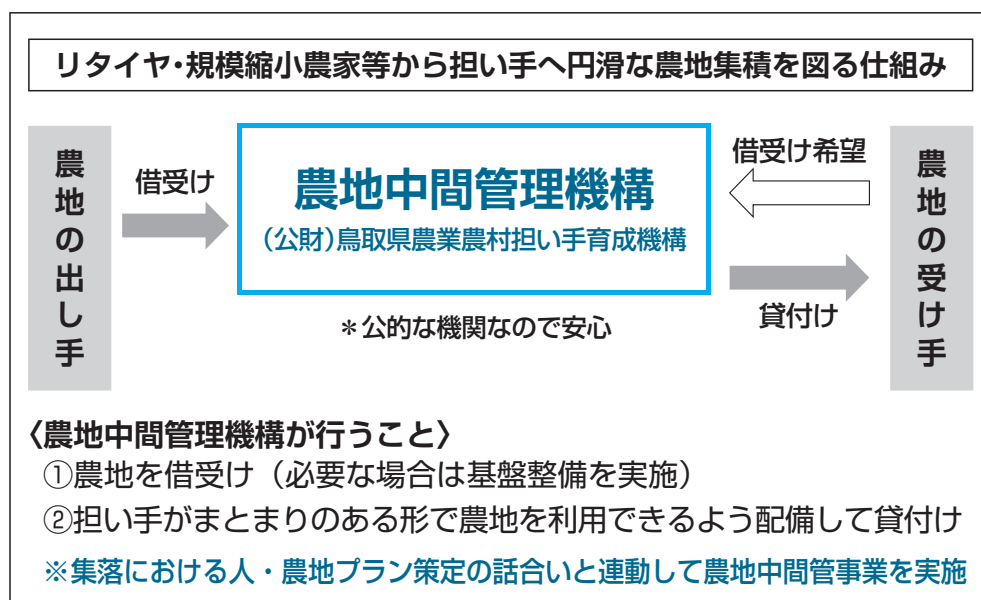 リタイヤ・規模縮小農家等から担い手へ円滑な農地集積を図る仕組み
農地の出し手
借受け
農地中間管理機構
(公財)鳥取県農業農村担い手育成機構
＊公的な機関なので安心
借受け希望
貸付け
農地の受け手
〈農地中間管理機構が行うこと〉
①農地を借受け（必要な場合は基盤整備を実施）
②担い手がまとまりのある形で農地を利用できるよう配備して貸付け
※集落における人・農地プラン策定の話合いと連動して農地中間管事業を実施